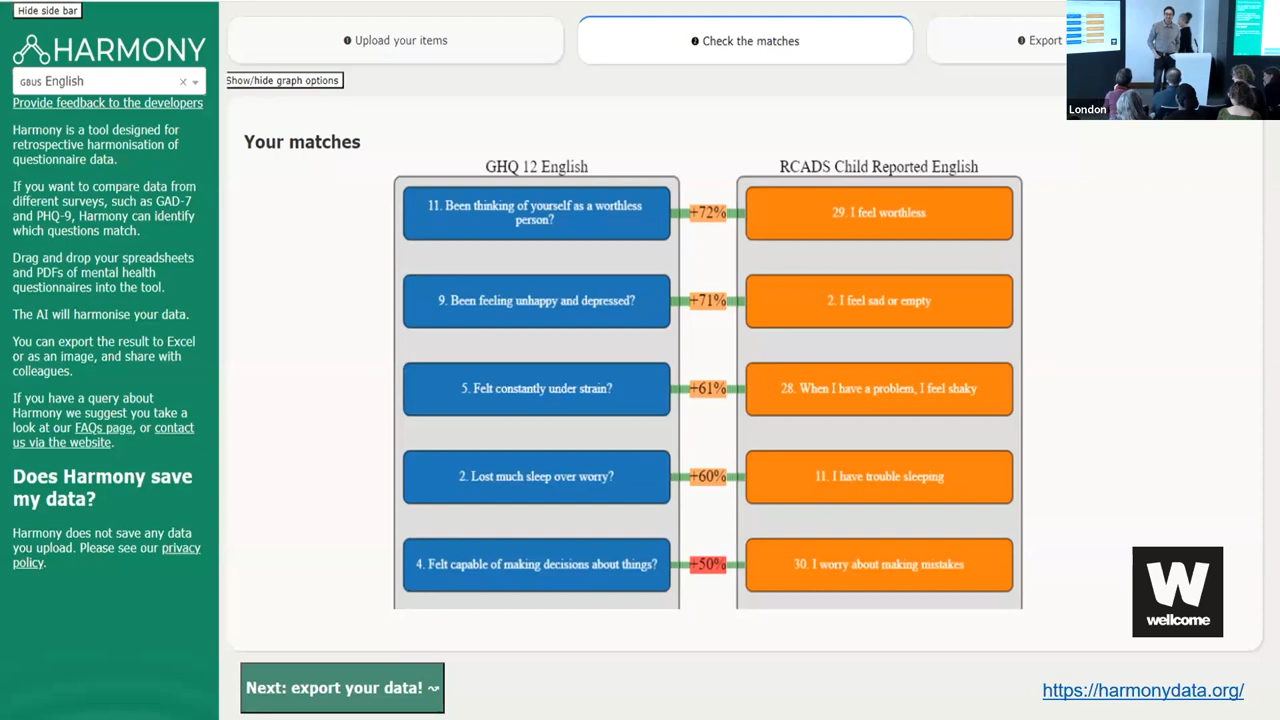 Hide side bar
HARMONY
GBUS English
Provide feedback to the developers
Harmony is a tool designed for
retrospective harmonisation of
questionnaire data.
If you want to compare data from
different surveys, such as GAD-7
and PHQ-9, Harmony can identify
which questions match.
Drag and drop your spreadsheets
and PDFs of mental health
questionnaires into the tool.
The AI will harmonise your data.
You can export the result to Excel
or as an image, and share with
colleagues.
If you have a query about
Harmony we suggest you take a
look at our FAQs page, or contact
us via the website.
Does Harmony save
my data?
Harmony does not save any data
you upload. Please see our privacy
policy.
❶ Upload your items
❷ Check the matches
❸ Export
London
Show/hide graph options
Your matches
GHQ 12 English
RCADS Child Reported English
11. Been thinking of yourself as a worthless
person?
+72%
29. I feel worthless
9. Been feeling unhappy and depressed?
+71%
2. I feel sad or empty
5. Felt constantly under strain?
+61%
28. When I have a problem, I feel shaky
2. Lost much sleep over worry?
+60%
11. I have trouble sleeping
4. Felt capable of making decisions about things?
+50%
30. I worry about making mistakes
W
wellcome
Next: export your data! ↝
https://harmonydata.org/